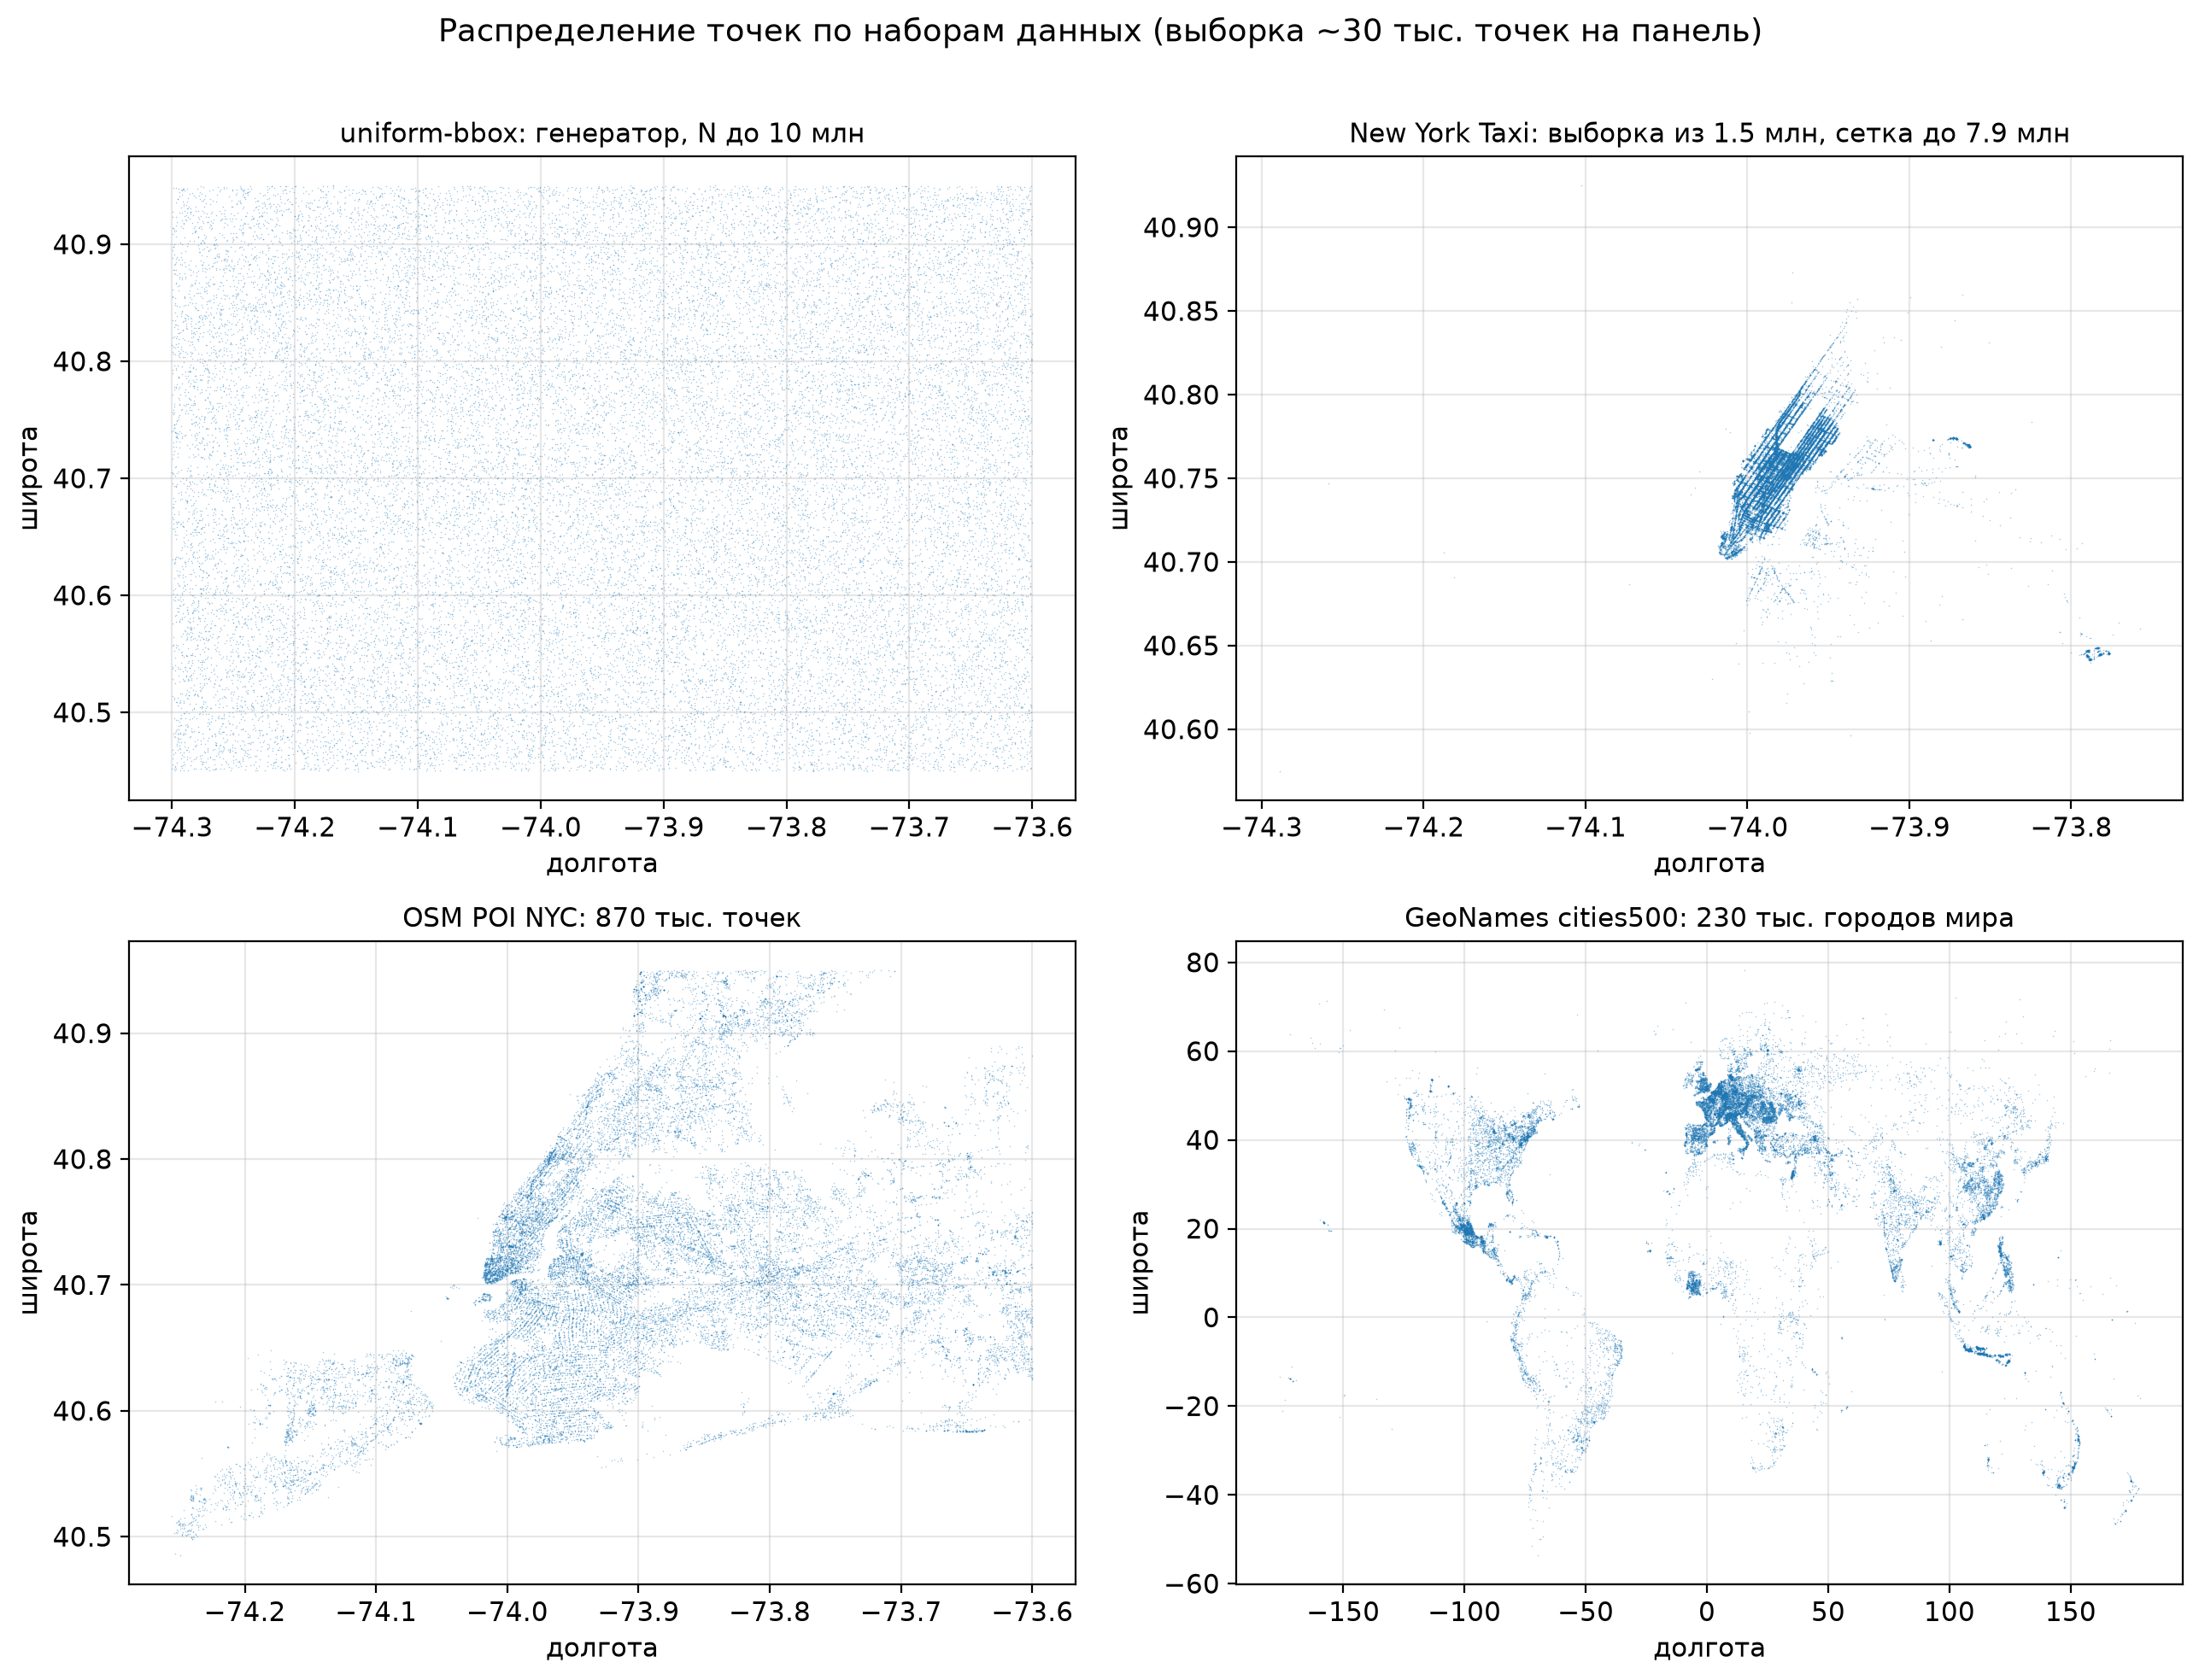 Распределение точек по наборам данных (выборка ~30 тыс. точек на панель)
uniform-bbox: генератор, N до 10 млн
широта
40.9
40.8
40.7
40.6
40.5
−74.3 −74.2 −74.1 −74.0 −73.9 −73.8 −73.7 −73.6
долгота
New York Taxi: выборка из 1.5 млн, сетка до 7.9 млн
широта
40.90
40.85
40.80
40.75
40.70
40.65
40.60
−74.3 −74.2 −74.1 −74.0 −73.9 −73.8
долгота
OSM POI NYC: 870 тыс. точек
широта
40.9
40.8
40.7
40.6
40.5
−74.2 −74.1 −74.0 −73.9 −73.8 −73.7 −73.6
долгота
GeoNames cities500: 230 тыс. городов мира
широта
80
60
40
20
0
−20
−40
−60
−150 −100 −50 0 50 100 150
долгота